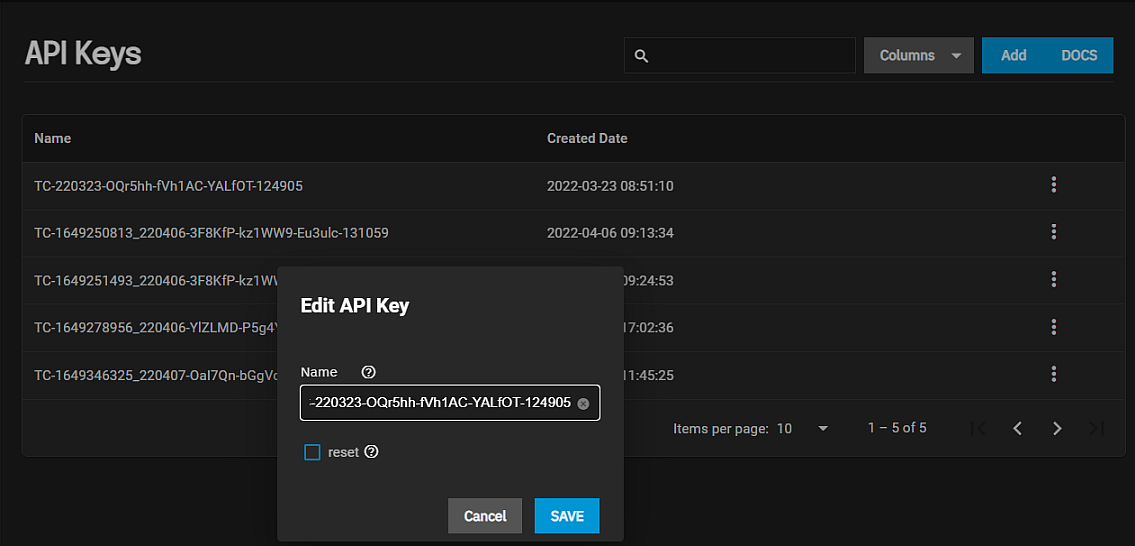 API Keys
Columns Add DOCS
Name Created Date
TC-220323-OQr5hh-fVh1AC-YALfOT-124905 2022-03-23 08:51:10
TC-1649250813_220406-3F8KfP-kz1WW9-Eu3ulc-131059 2022-04-06 09:13:34
TC-1649251493_220406-3F8KfP-kz1W 09:24:53
Edit API Key
TC-1649278956_220406-YlZLMD-P5g4Y 17:02:36
Name
TC-1649346325_220407-Oal7Qn-bGgVc 11:45:25
-220323-OQr5hh-fVh1AC-YALfOT-124905
Items per page: 10 1 – 5 of 5
reset
Cancel SAVE